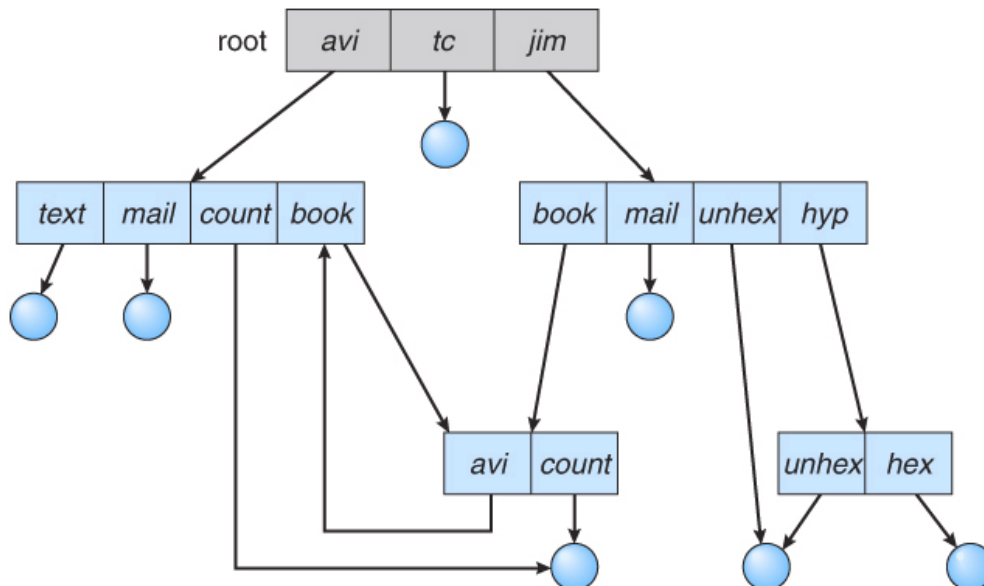 root avi tc jim
text mail count book book mail unhex hyp
avi count unhex hex